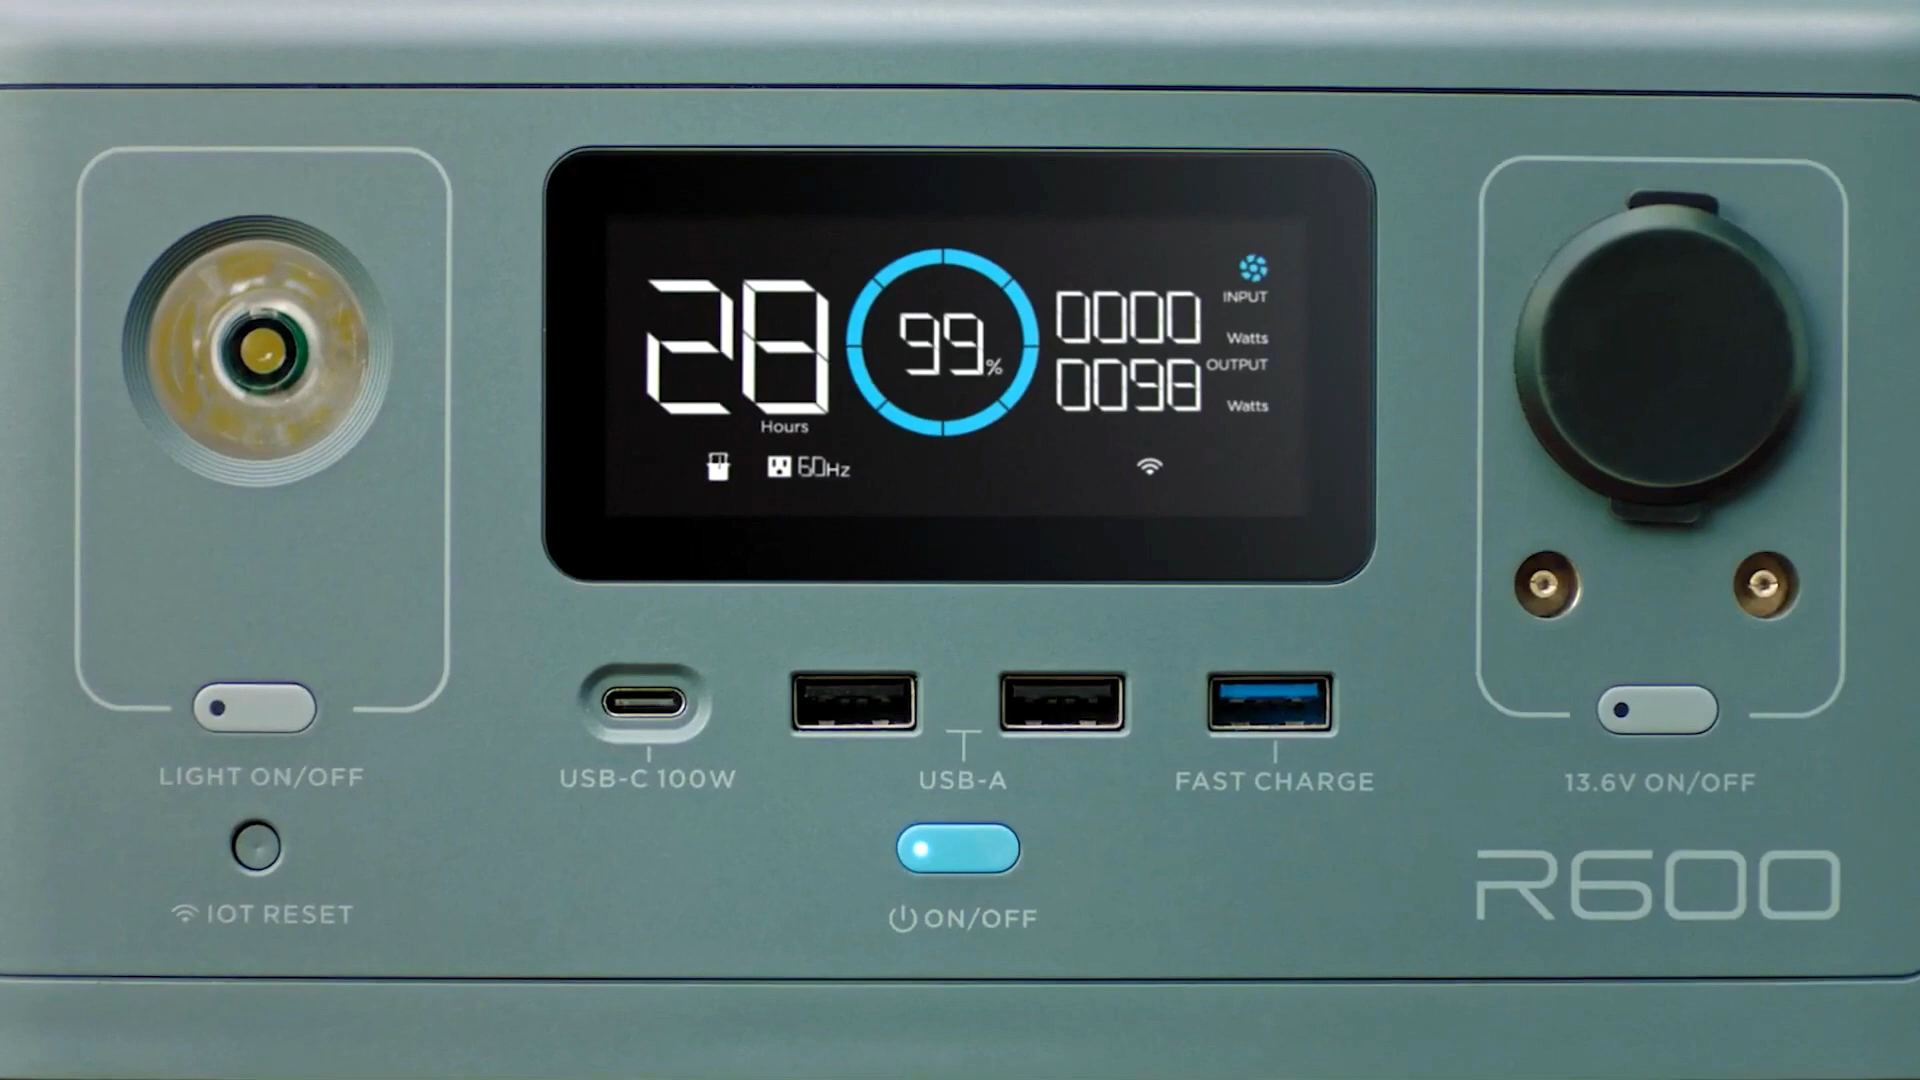 28
Hours
99%
0000
INPUT
Watts
0098
OUTPUT
Watts
60Hz
LIGHT ON/OFF
USB-C 100W
USB-A
FAST CHARGE
13.6V ON/OFF
IOT RESET
ON/OFF
R600